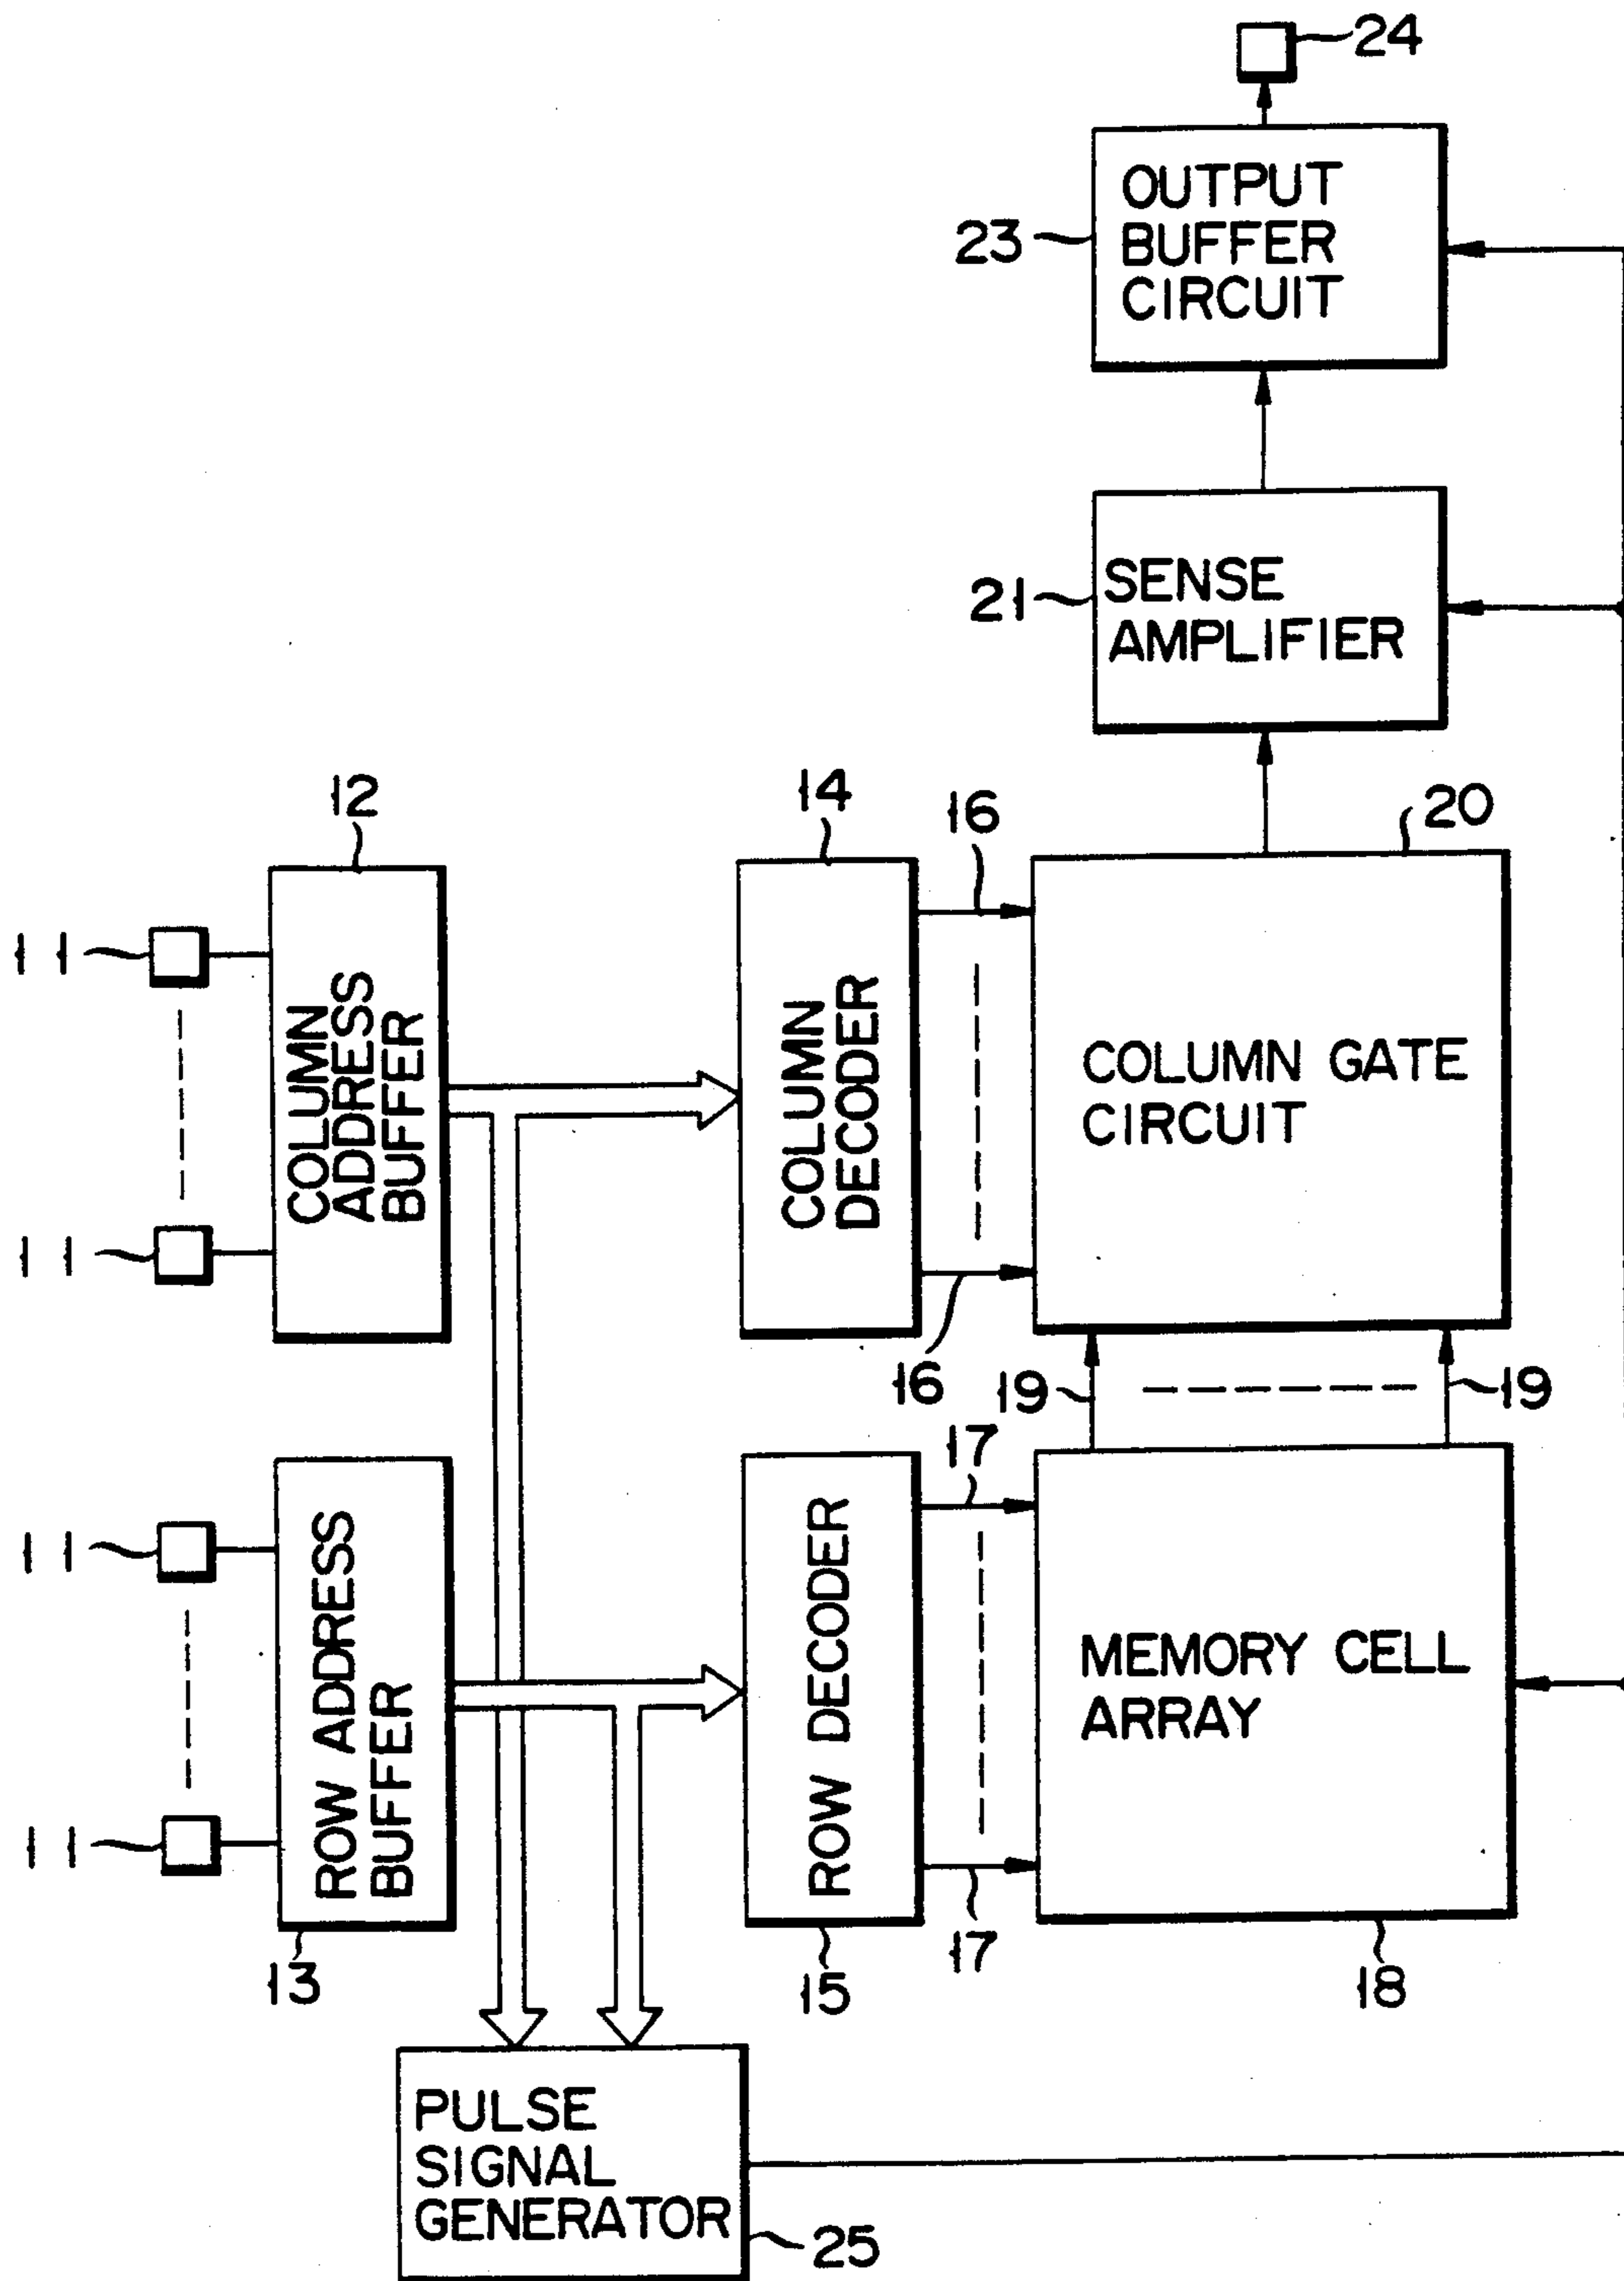 24
OUTPUT
BUFFER
CIRCUIT
23
SENSE
AMPLIFIER
21
12
14
16
20
11
COLUMN
ADDRESS
BUFFER
COLUMN
DECODER
COLUMN GATE
CIRCUIT
11
16
19
19
17
11
ROW ADDRESS
BUFFER
ROW DECODER
MEMORY CELL
ARRAY
11
13
15
17
18
PULSE
SIGNAL
GENERATOR
25